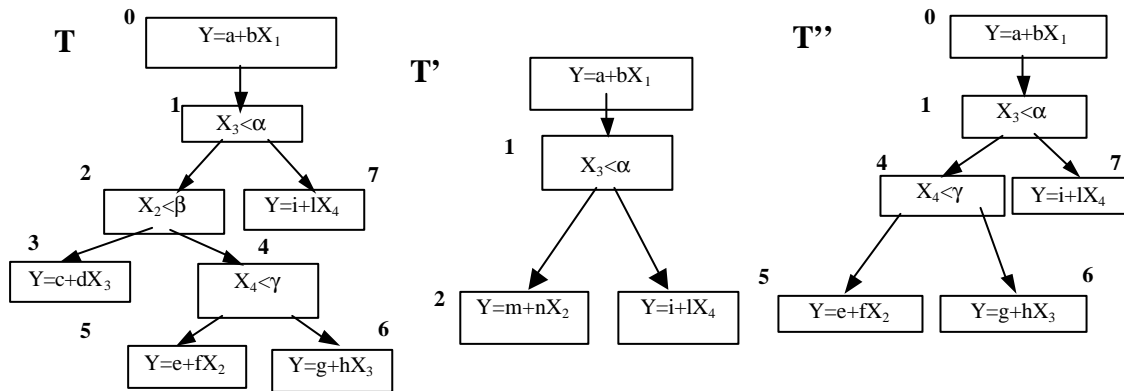 T
0
Y=a+bX₁
1
X₃<α
2
X₂<β
7
Y=i+lX₄
3
Y=c+dX₃
4
X₄<γ
5
Y=e+fX₂
6
Y=g+hX₃
T'
Y=a+bX₁
1
X₃<α
2
Y=m+nX₂
Y=i+lX₄
T''
0
Y=a+bX₁
1
X₃<α
4
X₄<γ
7
Y=i+lX₄
5
Y=e+fX₂
6
Y=g+hX₃